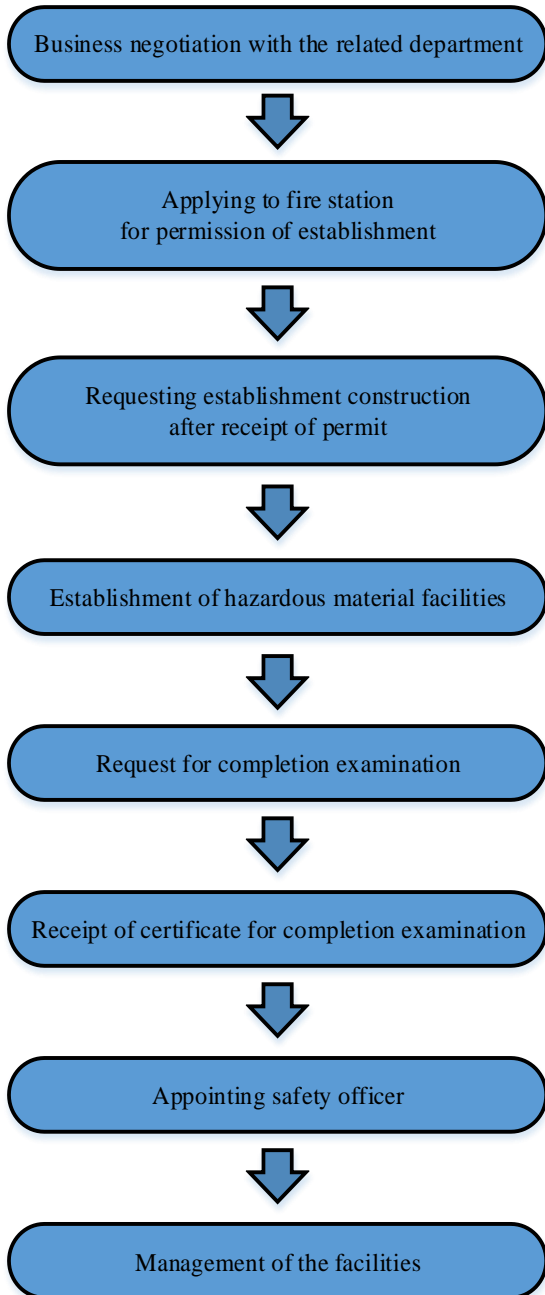 Business negotiation with the related department
Applying to fire station
for permission of establishment
Requesting establishment construction
after receipt of permit
Establishment of hazardous material facilities
Request for completion examination
Receipt of certificate for completion examination
Appointing safety officer
Management of the facilities